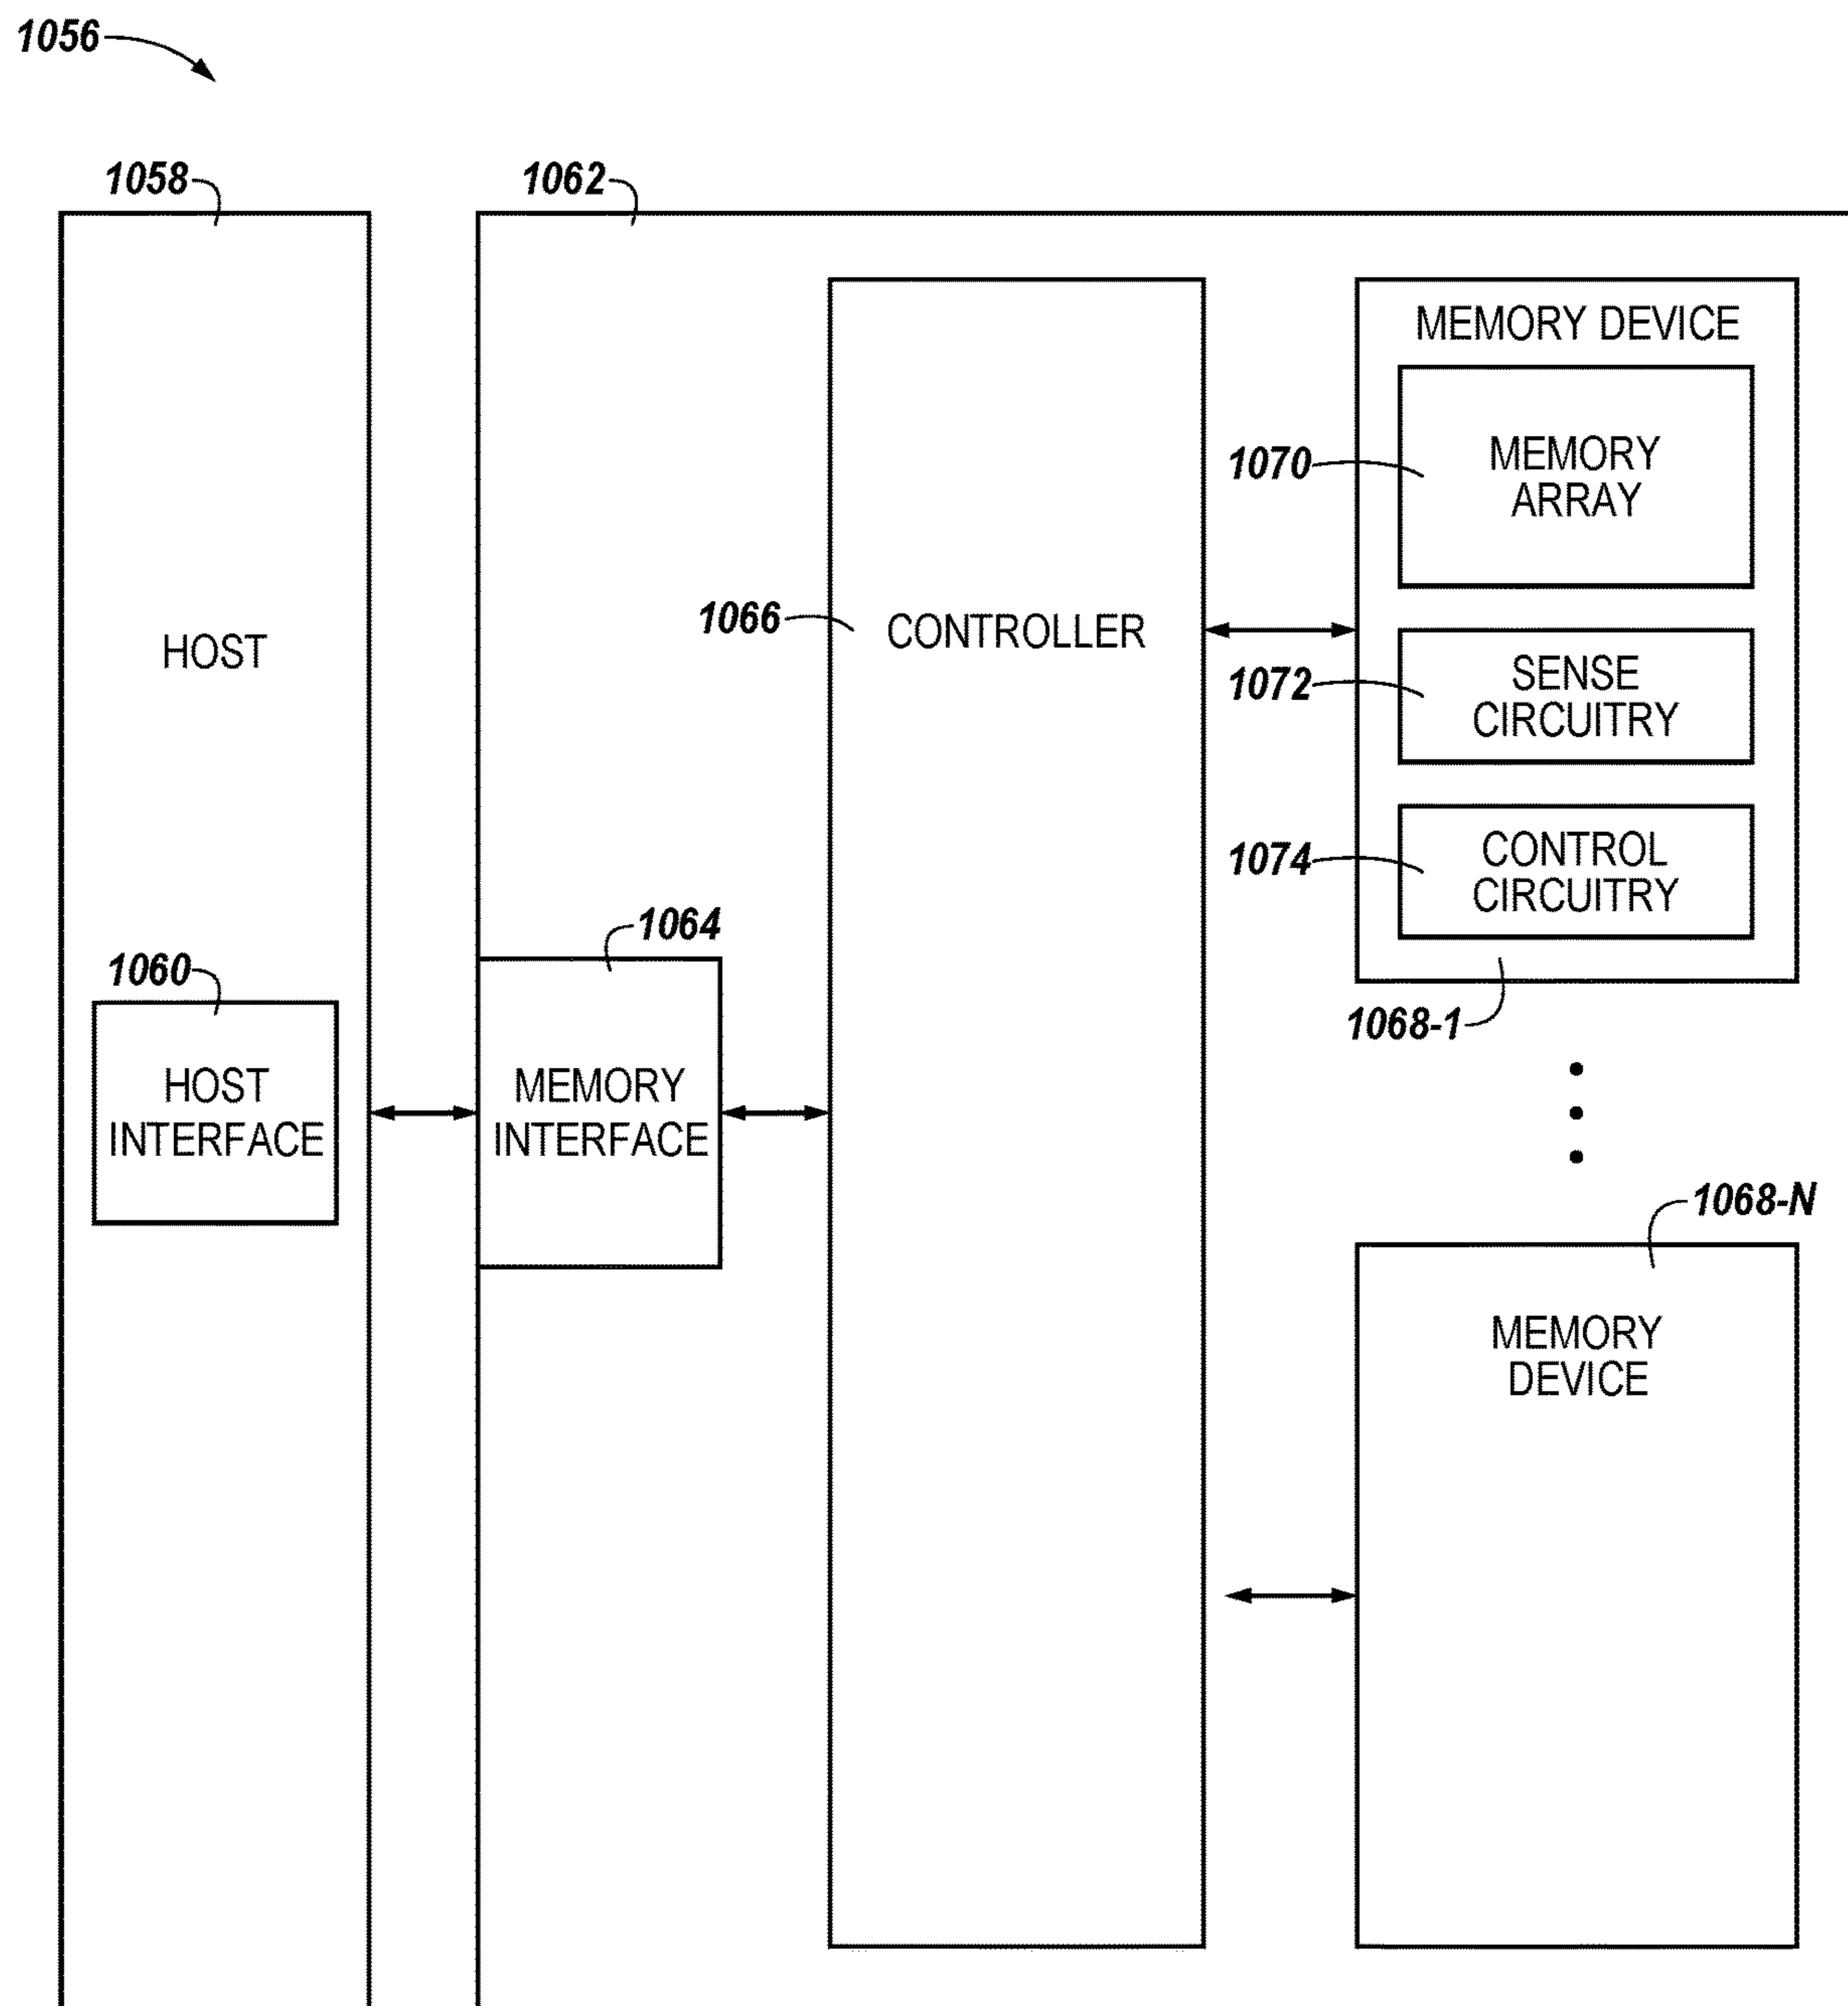 1056
1058
1062
MEMORY DEVICE
1070
MEMORY
ARRAY
1066
CONTROLLER
HOST
1072
SENSE
CIRCUITRY
1074
CONTROL
CIRCUITRY
1064
1060
1068-1
HOST
INTERFACE
MEMORY
INTERFACE
1068-N
MEMORY
DEVICE